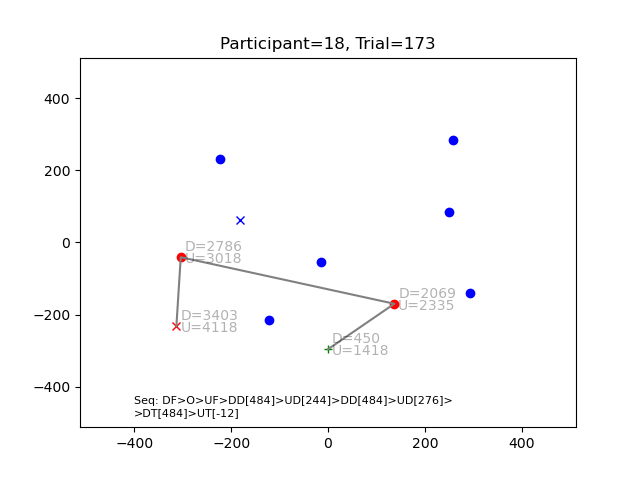 Participant=18, Trial=173
400
200
0
−200
−400
−400
−200
0
200
400
D=2786
U=3018
D=2069
U=2335
D=3403
U=4118
D=450
U=1418
Seq: DF>O>UF>DD[484]>UD[244]>DD[484]>UD[276]>
>DT[484]>UT[-12]